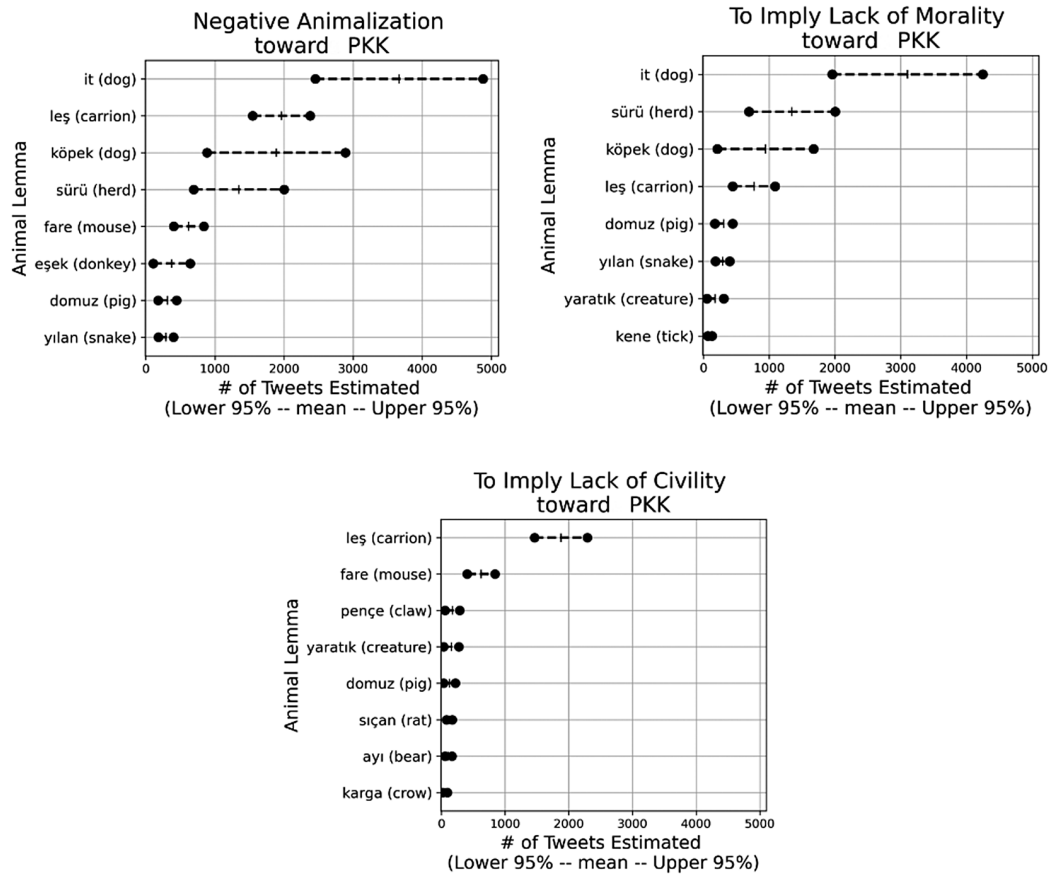 Negative Animalization
toward PKK
Animal Lemma
it (dog)
leş (carrion)
köpek (dog)
sürü (herd)
fare (mouse)
eşek (donkey)
domuz (pig)
yılan (snake)
0 1000 2000 3000 4000 5000
# of Tweets Estimated
(Lower 95% -- mean -- Upper 95%)
To Imply Lack of Morality
toward PKK
Animal Lemma
it (dog)
sürü (herd)
köpek (dog)
leş (carrion)
domuz (pig)
yılan (snake)
yaratık (creature)
kene (tick)
0 1000 2000 3000 4000 5000
# of Tweets Estimated
(Lower 95% -- mean -- Upper 95%)
To Imply Lack of Civility
toward PKK
Animal Lemma
leş (carrion)
fare (mouse)
pençe (claw)
yaratık (creature)
domuz (pig)
sıçan (rat)
ayı (bear)
karga (crow)
0 1000 2000 3000 4000 5000
# of Tweets Estimated
(Lower 95% -- mean -- Upper 95%)